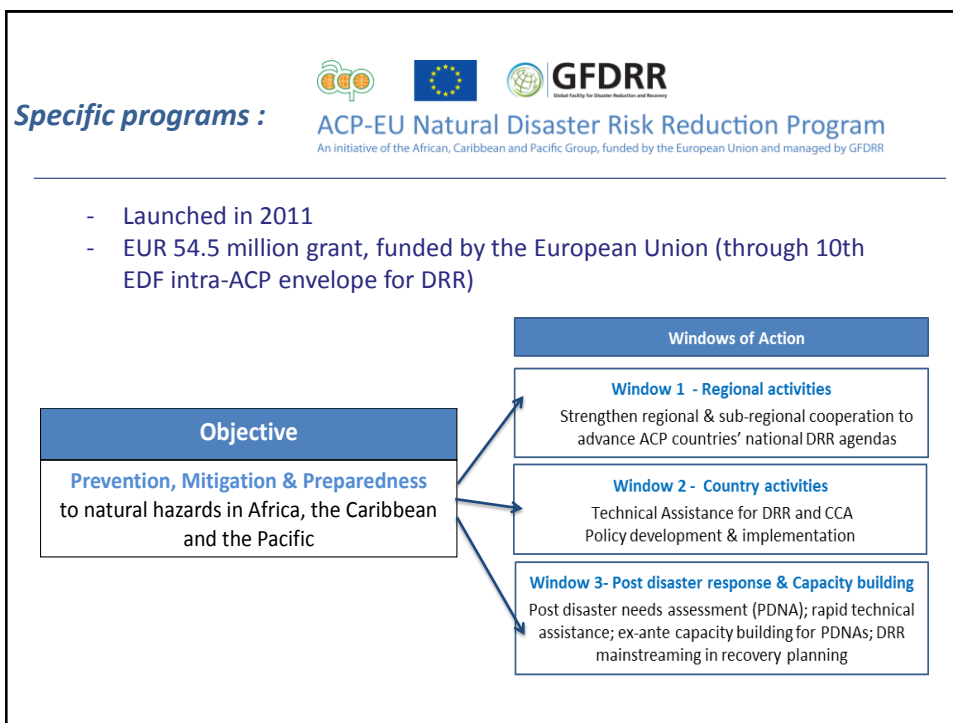 acp
GFDRR
Global Facility for Disaster Reduction and Recovery
Specific programs :
ACP-EU Natural Disaster Risk Reduction Program
An initiative of the African, Caribbean and Pacific Group, funded by the European Union and managed by GFDRR
- Launched in 2011
- EUR 54.5 million grant, funded by the European Union (through 10th
EDF intra-ACP envelope for DRR)
Objective
Prevention, Mitigation & Preparedness
to natural hazards in Africa, the Caribbean
and the Pacific
Windows of Action
Window 1 - Regional activities
Strengthen regional & sub-regional cooperation to
advance ACP countries’ national DRR agendas
Window 2 - Country activities
Technical Assistance for DRR and CCA
Policy development & implementation
Window 3- Post disaster response & Capacity building
Post disaster needs assessment (PDNA); rapid technical
assistance; ex-ante capacity building for PDNAs; DRR
mainstreaming in recovery planning